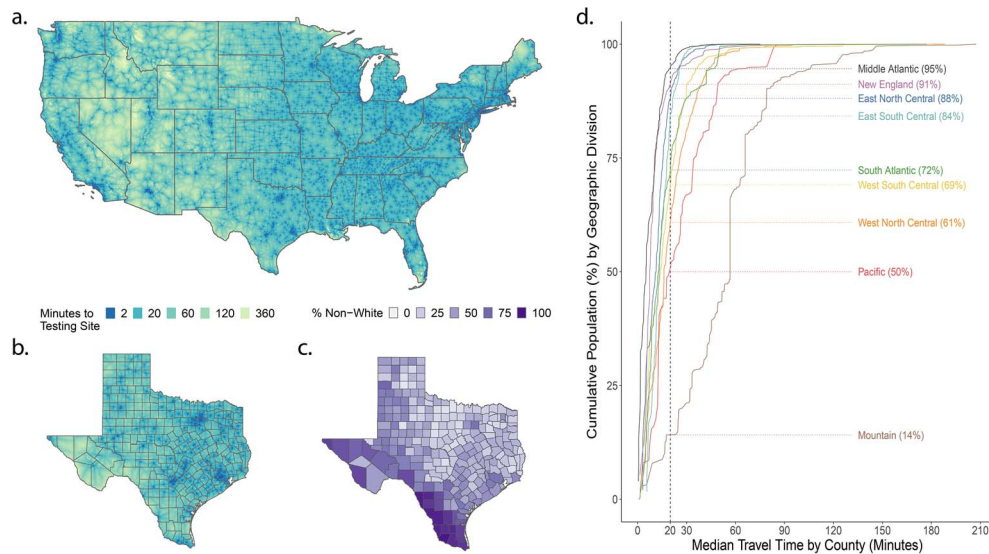 a.
Minutes to
Testing Site
2 20 60 120 360
% Non−White
0 25 50 75 100
b.
c.
d.
Cumulative Population (%) by Geographic Division
100
75
50
25
0
Middle Atlantic (95%)
New England (91%)
East North Central (88%)
East South Central (84%)
South Atlantic (72%)
West South Central (69%)
West North Central (61%)
Pacific (50%)
Mountain (14%)
0 20 30 60 90 120 150 180 210
Median Travel Time by County (Minutes)